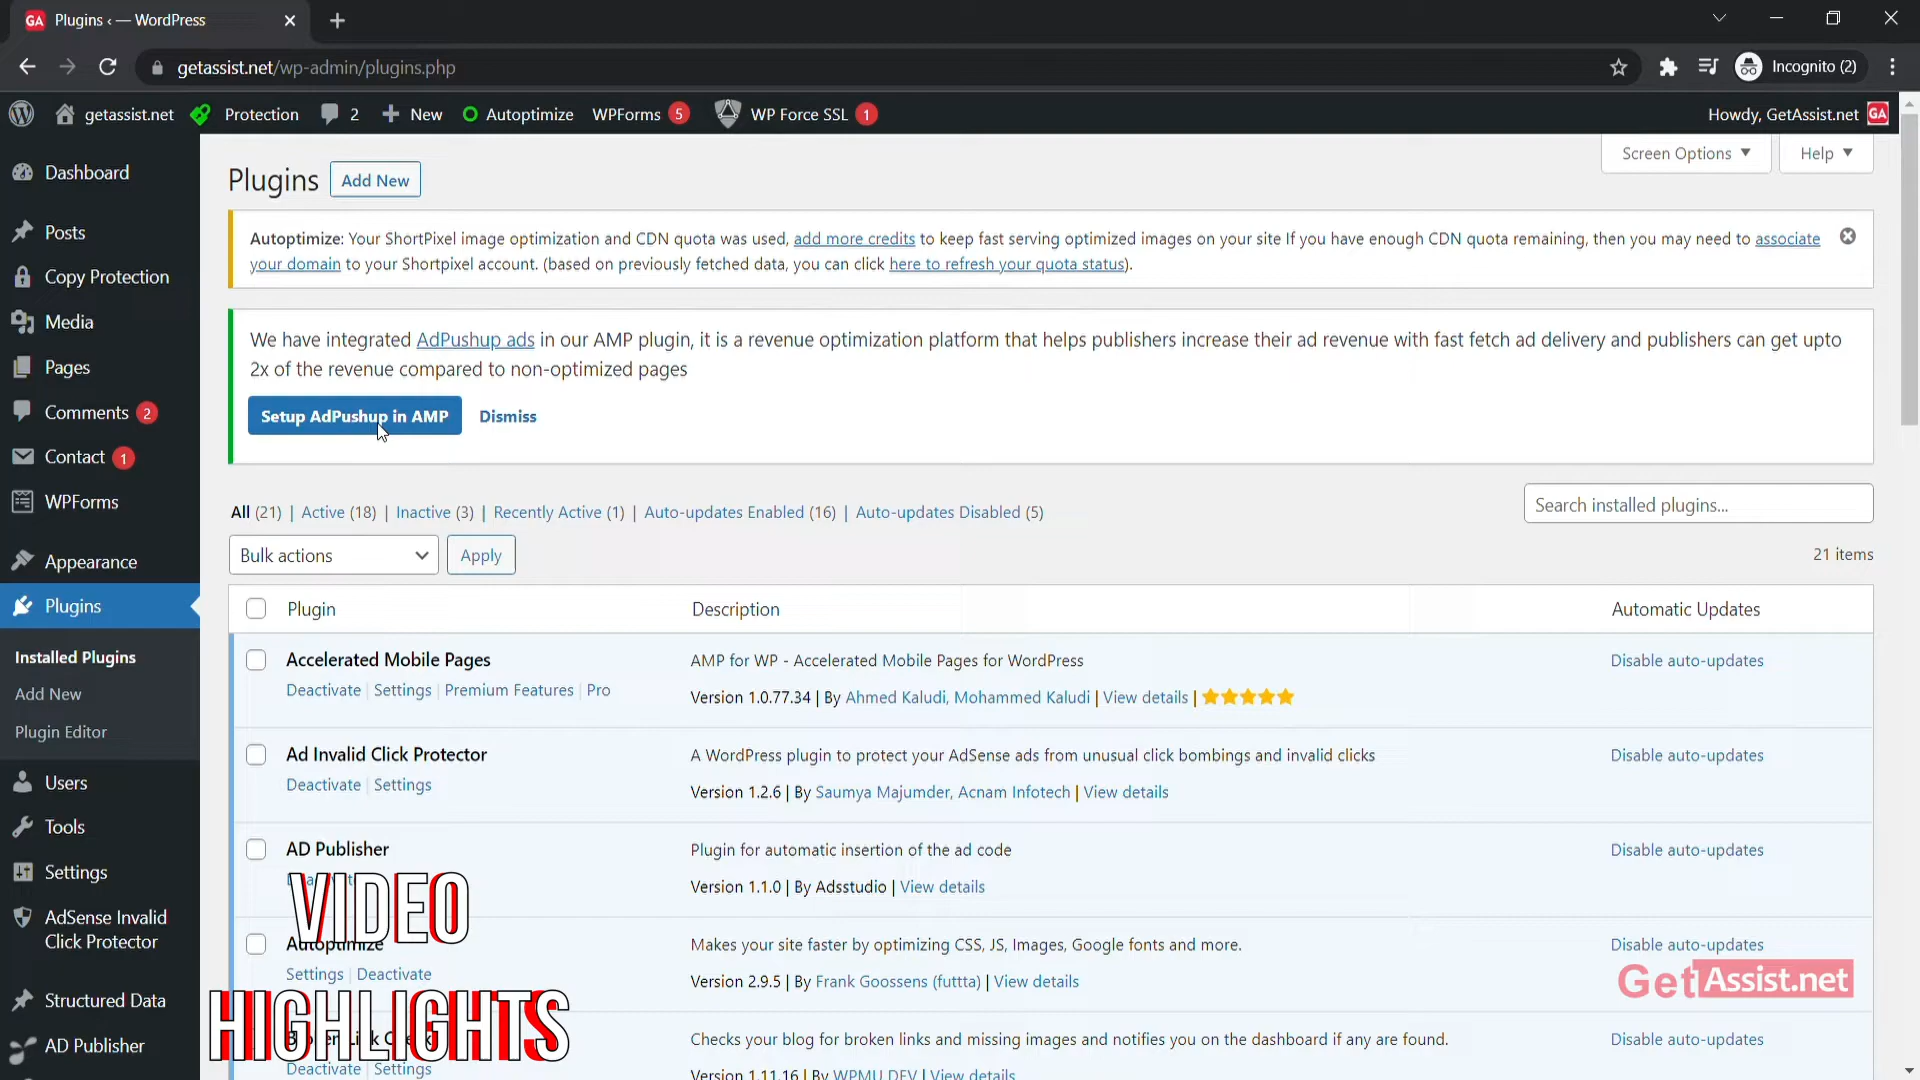 GA Plugins ‹ — WordPress
getassist.net/wp-admin/plugins.php
Incognito (2)
getassist.net Protection 2 New Autoptimize WPForms 5 WP Force SSL 1 Howdy, GetAssist.net GA
Screen Options Help
Plugins Add New
Autoptimize: Your ShortPixel image optimization and CDN quota was used, add more credits to keep fast serving optimized images on your site If you have enough CDN quota remaining, then you may need to associate
your domain to your Shortpixel account. (based on previously fetched data, you can click here to refresh your quota status).
We have integrated AdPushup ads in our AMP plugin, it is a revenue optimization platform that helps publishers increase their ad revenue with fast fetch ad delivery and publishers can get upto
2x of the revenue compared to non-optimized pages
Setup AdPushup in AMP Dismiss
All (21) | Active (18) | Inactive (3) | Recently Active (1) | Auto-updates Enabled (16) | Auto-updates Disabled (5)
Search installed plugins...
Bulk actions Apply
21 items
Plugin Description Automatic Updates
Accelerated Mobile Pages
Deactivate | Settings | Premium Features | Pro
AMP for WP - Accelerated Mobile Pages for WordPress
Version 1.0.77.34 | By Ahmed Kaludi, Mohammed Kaludi | View details |
Disable auto-updates
Ad Invalid Click Protector
Deactivate | Settings
A WordPress plugin to protect your AdSense ads from unusual click bombings and invalid clicks
Version 1.2.6 | By Saumya Majumder, Acnam Infotech | View details
Disable auto-updates
AD Publisher
Plugin for automatic insertion of the ad code
Version 1.1.0 | By Adsstudio | View details
Disable auto-updates
Autoptimize
Settings | Deactivate
Makes your site faster by optimizing CSS, JS, Images, Google fonts and more.
Version 2.9.5 | By Frank Goossens (futtta) | View details
Disable auto-updates
Deactivate | Settings
Checks your blog for broken links and missing images and notifies you on the dashboard if any are found.
Version 1.11.16 | By WPMU DEV | View details
Disable auto-updates
Dashboard
Posts
Copy Protection
Media
Pages
Comments 2
Contact 1
WPForms
Appearance
Plugins
Installed Plugins
Add New
Plugin Editor
Users
Tools
Settings
AdSense Invalid
Click Protector
Structured Data
AD Publisher
VIDEO
HIGHLIGHTS
GetAssist.net